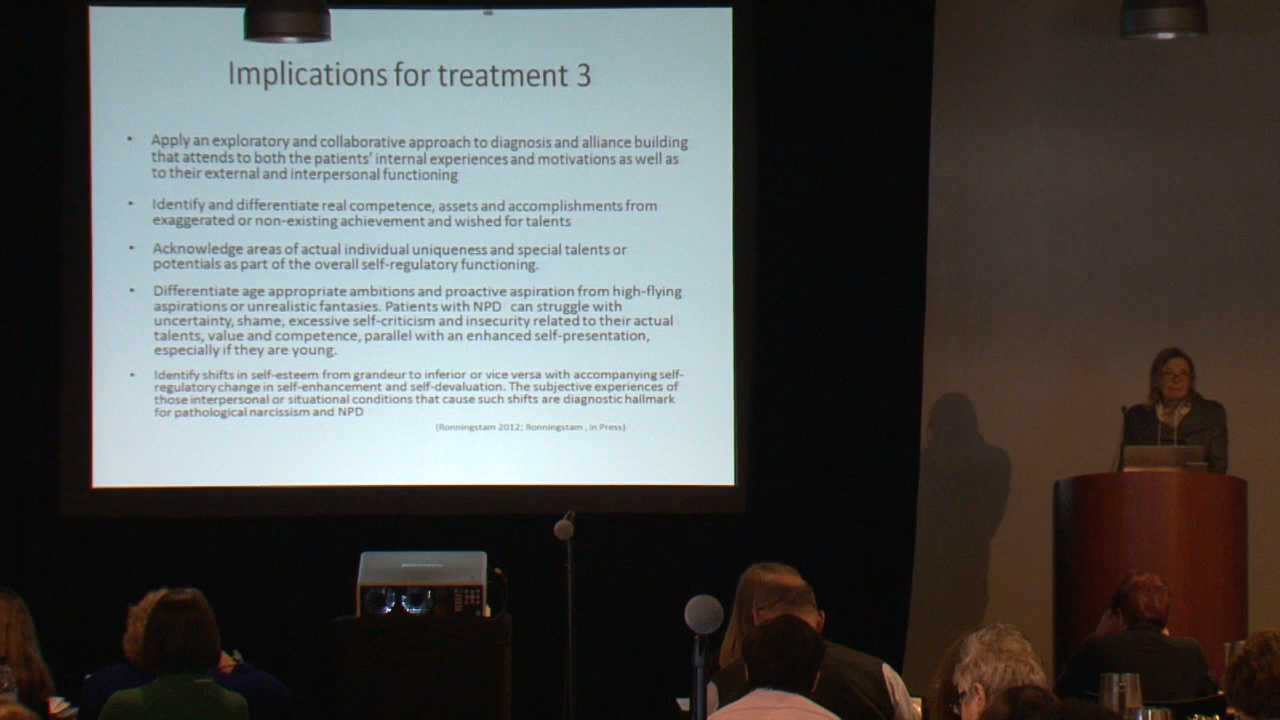 Implications for treatment 3
• Apply an exploratory and collaborative approach to diagnosis and alliance building
that attends to both the patients' internal experiences and motivations as well as
to their external and interpersonal functioning
• Identify and differentiate real competence, assets and accomplishments from
exaggerated or non-existing achievement and wished for talents
• Acknowledge areas of actual individual uniqueness and special talents or
potentials as part of the overall self-regulatory functioning.
• Differentiate age appropriate ambitions and proactive aspiration from high-flying
aspirations or unrealistic fantasies. Patients with NPD can struggle with
uncertainty, shame, excessive self-criticism and insecurity related to their actual
talents, value and competence, parallel with an enhanced self-presentation,
especially if they are young.
• Identify shifts in self-esteem from grandeur to inferior or vice versa with accompanying self-
regulatory change in self-enhancement and self-devaluation. The subjective experiences of
those interpersonal or situational conditions that cause such shifts are diagnostic hallmark
for pathological narcissism and NPD
(Ronningstam 2012; Ronningstam , In Press)